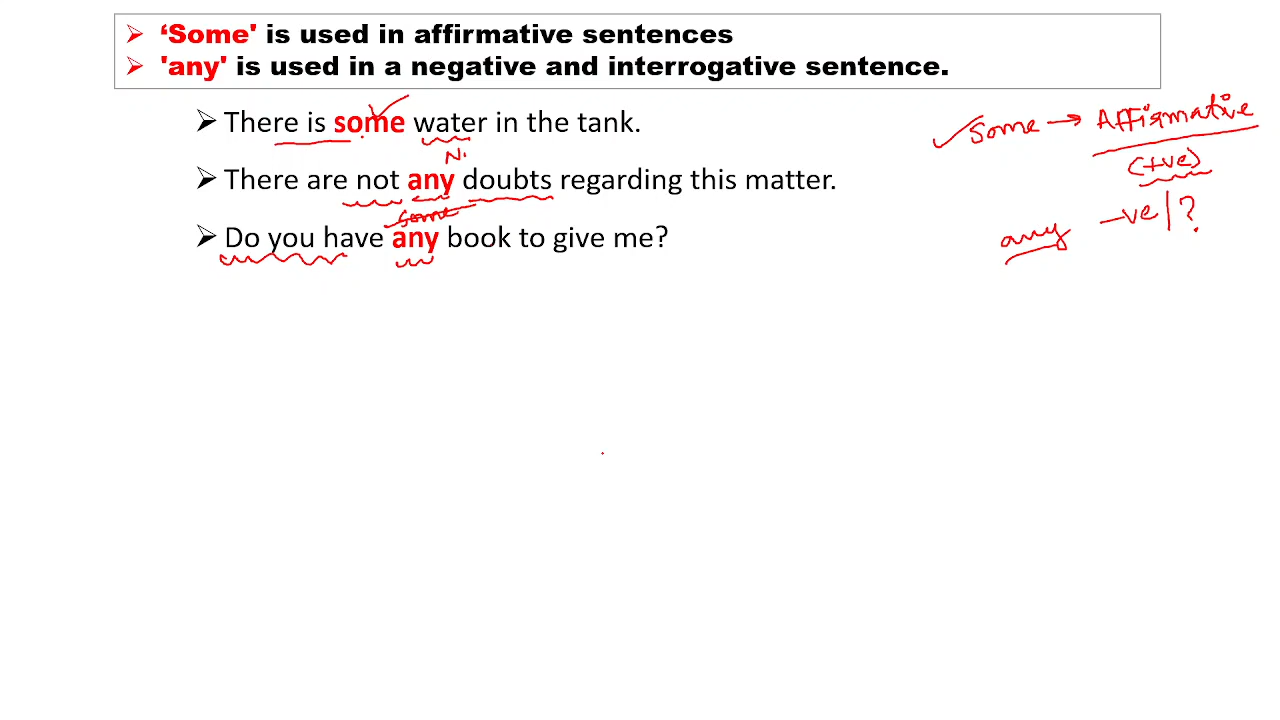 ‘Some' is used in affirmative sentences
'any' is used in a negative and interrogative sentence.
There is some water in the tank.
N.
There are not any doubts regarding this matter.
some
Do you have any book to give me?
Some → Affirmative
(+ve)
any -ve | ?